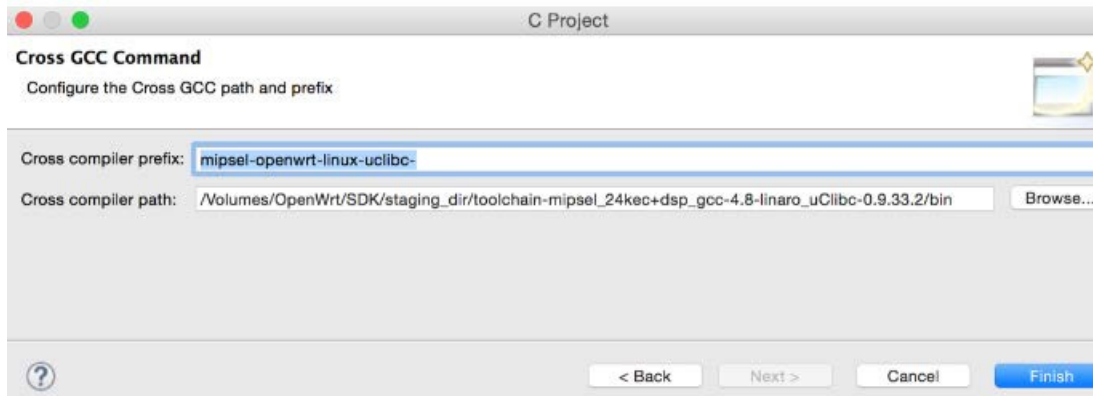 C Project
Cross GCC Command
Configure the Cross GCC path and prefix
Cross compiler prefix: mipsel-openwrt-linux-uclibc-
Cross compiler path: /Volumes/OpenWrt/SDK/staging_dir/toolchain-mipsel_24kec+dsp_gcc-4.8-linaro_uClibc-0.9.33.2/bin Browse...
? < Back Next > Cancel Finish